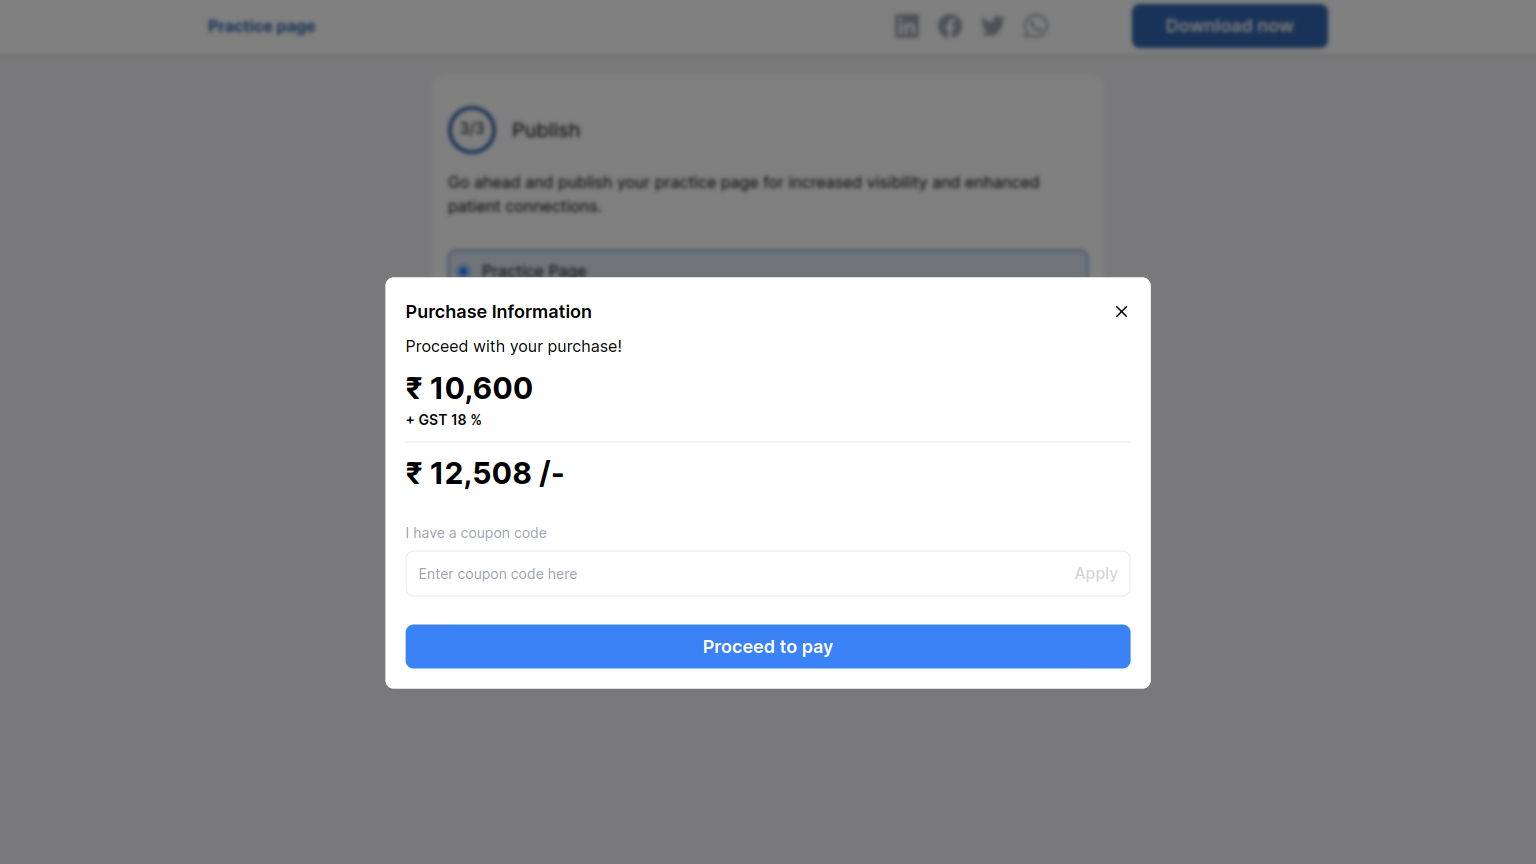 Practice page
Download now
3/3
Publish
Go ahead and publish your practice page for increased visibility and enhanced
patient connections.
Practice Page
Purchase Information
Proceed with your purchase!
₹ 10,600
+ GST 18 %
₹ 12,508 /-
I have a coupon code
Enter coupon code here
Apply
Proceed to pay